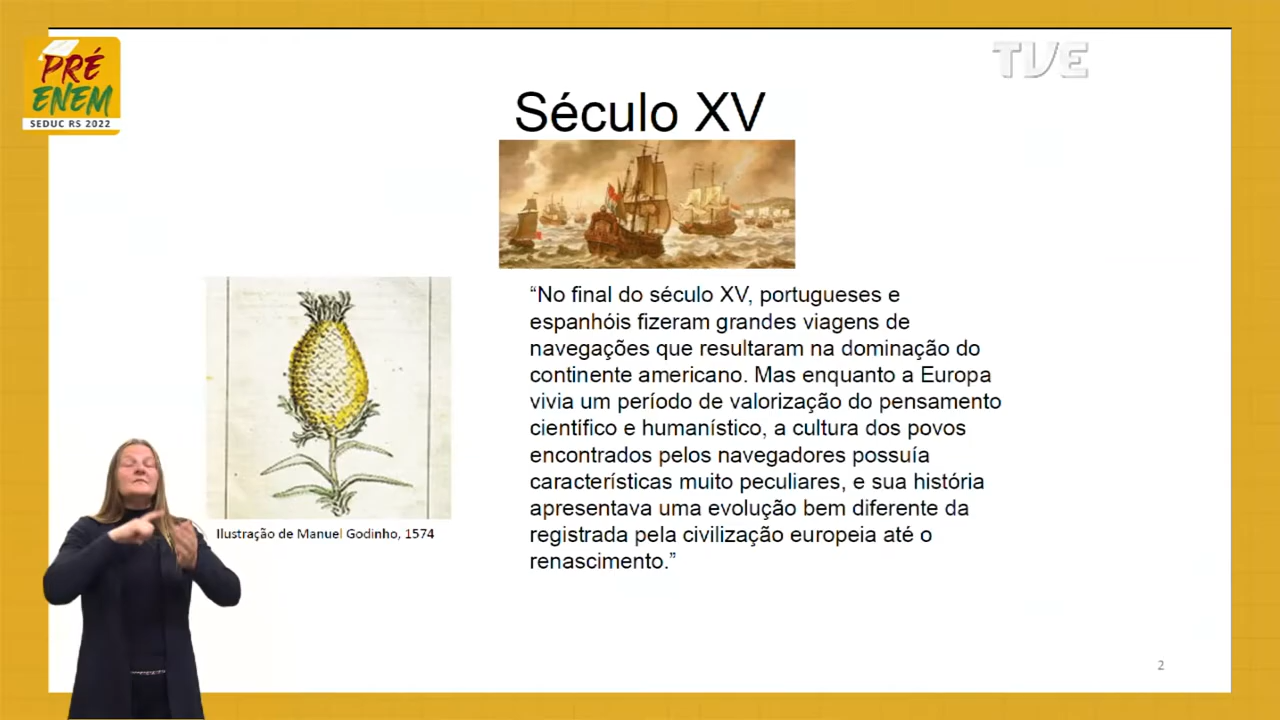 PRÉ
ENEM
SEDUC RS 2022
TVE
Século XV
“No final do século XV, portugueses e
espanhóis fizeram grandes viagens de
navegações que resultaram na dominação do
continente americano. Mas enquanto a Europa
vivia um período de valorização do pensamento
científico e humanístico, a cultura dos povos
encontrados pelos navegadores possuía
características muito peculiares, e sua história
apresentava uma evolução bem diferente da
registrada pela civilização europeia até o
renascimento.”
Ilustração de Manuel Godinho, 1574
2